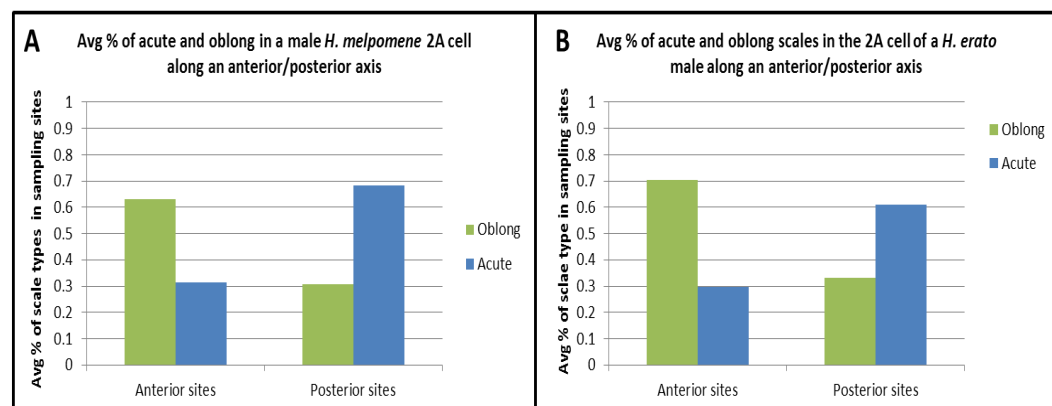 A
Avg % of acute and oblong in a male H. melpomene 2A cell
along an anterior/posterior axis
Avg % of scale types in sampling sites
1
0.9
0.8
0.7
0.6
0.5
0.4
0.3
0.2
0.1
0
Anterior sites
Posterior sites
Oblong
Acute
B
Avg % of acute and oblong scales in the 2A cell of a H. erato
male along an anterior/posterior axis
Avg % of sclae type in sampling sites
1
0.9
0.8
0.7
0.6
0.5
0.4
0.3
0.2
0.1
0
Anterior sites
Posterior sites
Oblong
Acute